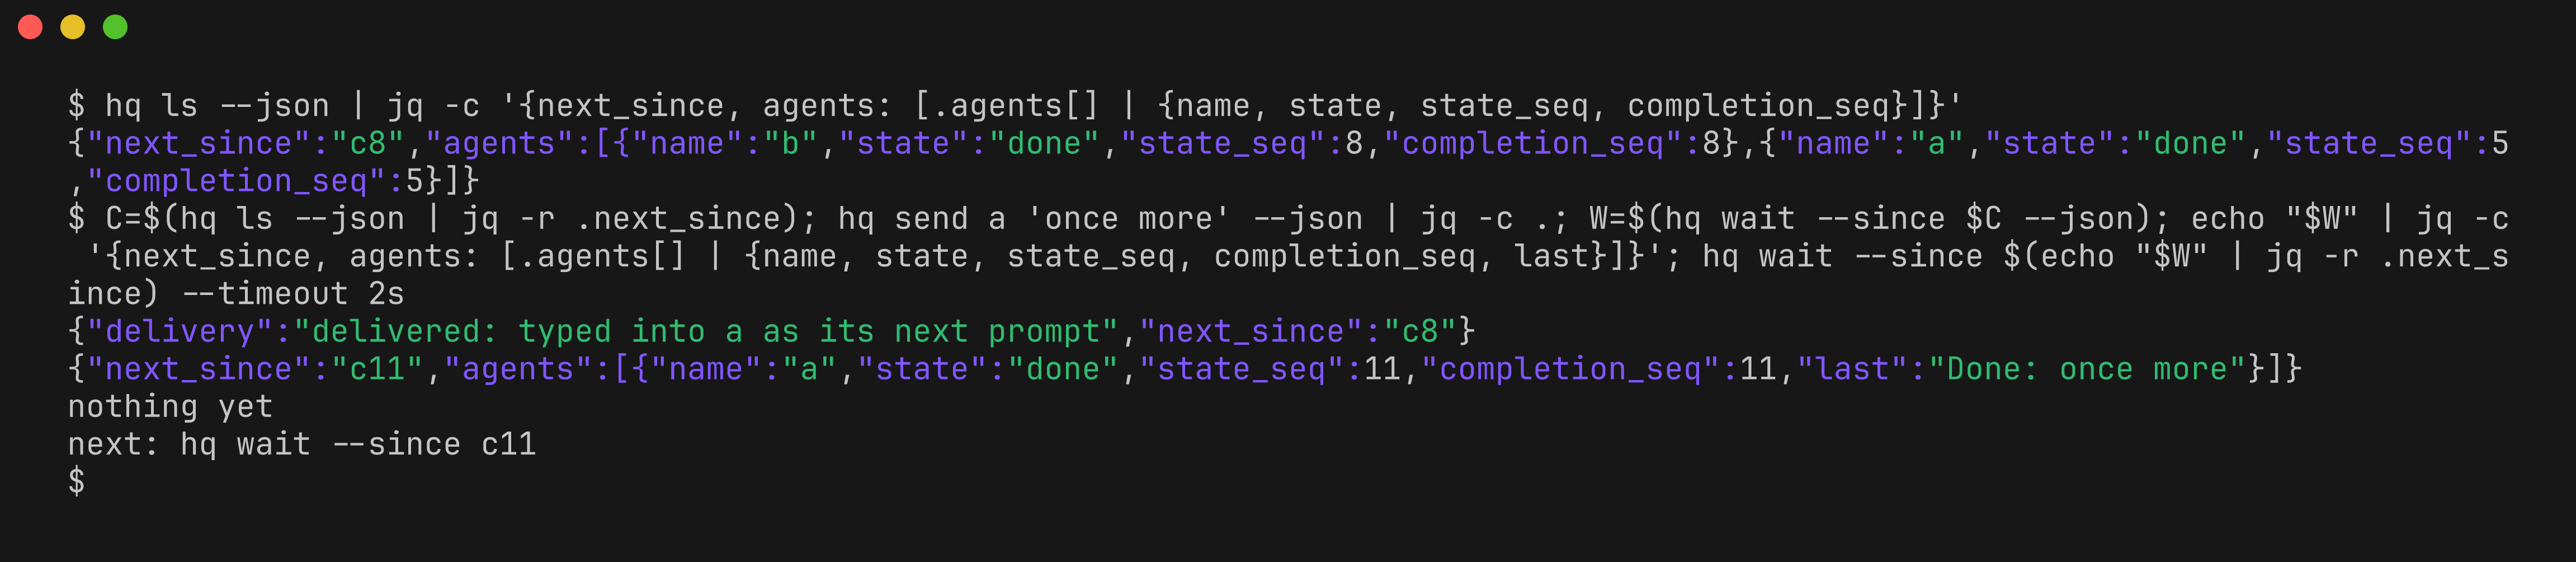 $ hq ls --json | jq -c '{next_since, agents: [.agents[] | {name, state, state_seq, completion_seq}]}'
{"next_since":"c8","agents":[{"name":"b","state":"done","state_seq":8,"completion_seq":8},{"name":"a","state":"done","state_seq":5
,"completion_seq":5}]}
$ C=$(hq ls --json | jq -r .next_since); hq send a 'once more' --json | jq -c .; W=$(hq wait --since $C --json); echo "$W" | jq -c
 '{next_since, agents: [.agents[] | {name, state, state_seq, completion_seq, last}]}'; hq wait --since $(echo "$W" | jq -r .next_s
ince) --timeout 2s
{"delivery":"delivered: typed into a as its next prompt","next_since":"c8"}
{"next_since":"c11","agents":[{"name":"a","state":"done","state_seq":11,"completion_seq":11,"last":"Done: once more"}]}
nothing yet
next: hq wait --since c11
$